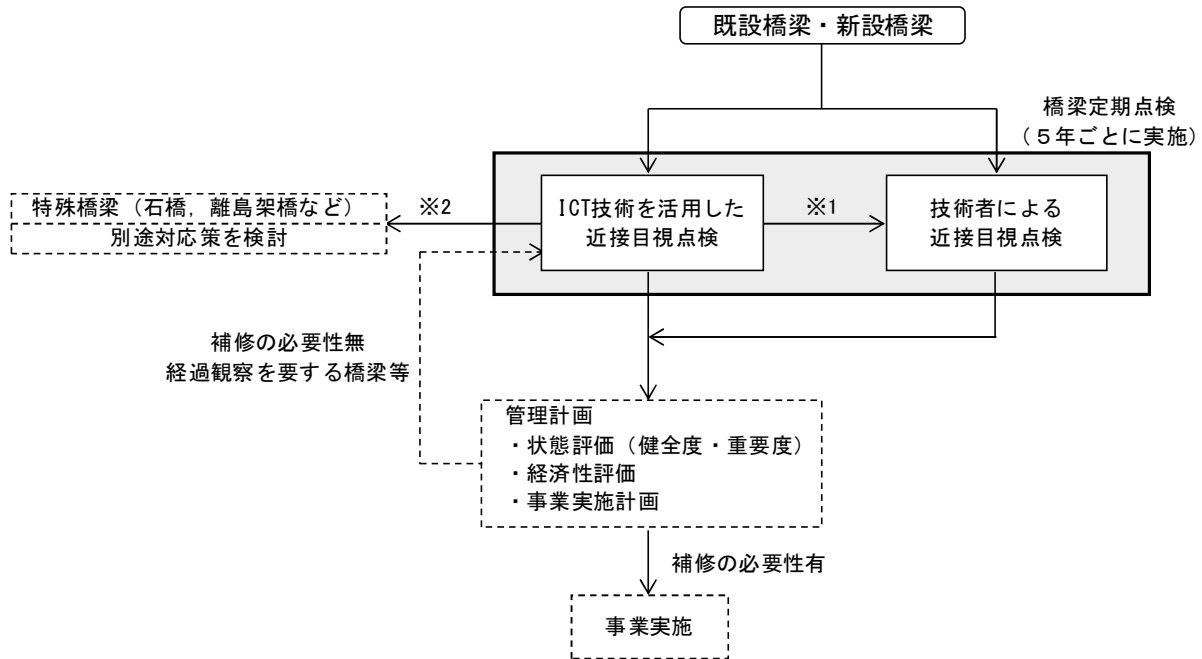 既設橋梁・新設橋梁
橋梁定期点検
（５年ごとに実施）
特殊橋梁（石橋，離島架橋など）
別途対応策を検討
※2
ICT技術を活用した
近接目視点検
※1
技術者による
近接目視点検
補修の必要性無
経過観察を要する橋梁等
管理計画
・状態評価（健全度・重要度）
・経済性評価
・事業実施計画
補修の必要性有
事業実施